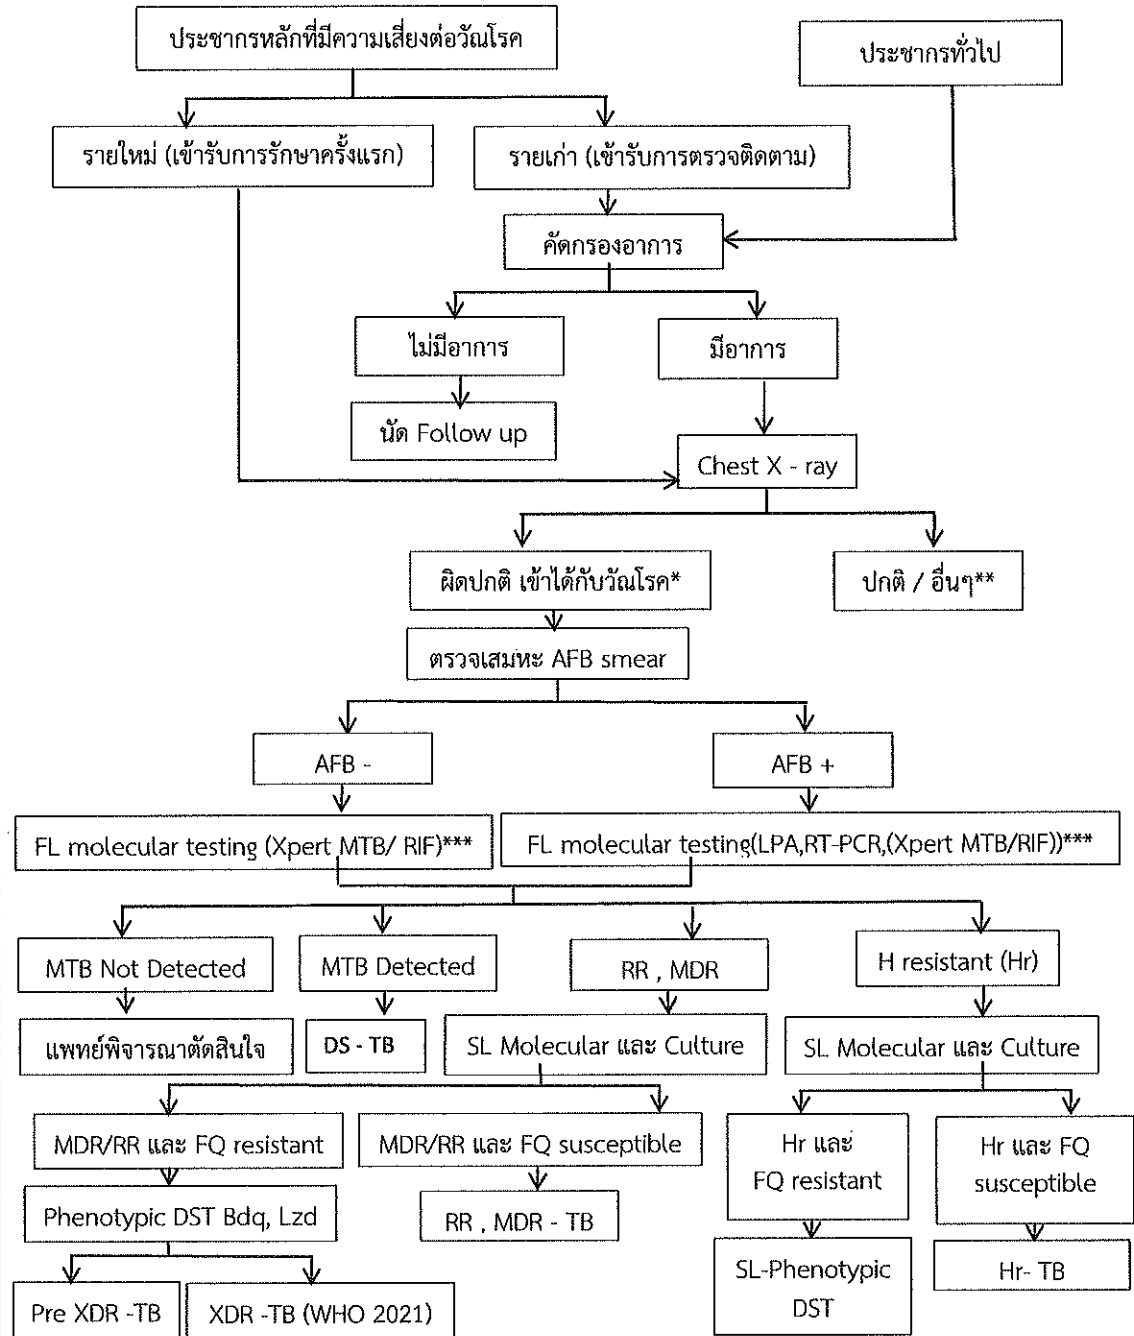 ประชากรหลักที่มีความเสี่ยงต่อวัณโรค
ประชากรทั่วไป
รายใหม่ (เข้ารับการรักษาครั้งแรก)
รายเก่า (เข้ารับการตรวจติดตาม)
คัดกรองอาการ
ไม่มีอาการ
มีอาการ
นัด Follow up
Chest X - ray
ผิดปกติ เข้าได้กับวัณโรค*
ปกติ / อื่นๆ**
ตรวจเสมหะ AFB smear
AFB -
AFB +
FL molecular testing (Xpert MTB/ RIF)***
FL molecular testing(LPA,RT-PCR,(Xpert MTB/RIF))***
MTB Not Detected
MTB Detected
RR , MDR
H resistant (Hr)
แพทย์พิจารณาตัดสินใจ
DS - TB
SL Molecular และ Culture
SL Molecular และ Culture
MDR/RR และ FQ resistant
MDR/RR และ FQ susceptible
Hr และ
FQ resistant
Hr และ FQ
susceptible
Phenotypic DST Bdq, Lzd
RR , MDR - TB
SL-Phenotypic
DST
Hr- TB
Pre XDR -TB
XDR -TB (WHO 2021)